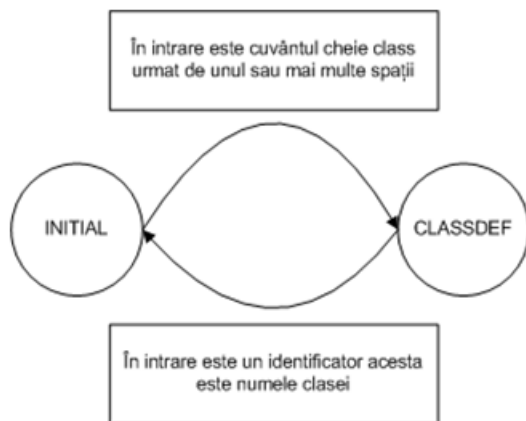 În intrare este cuvântul cheie class
urmat de unul sau mai multe spații
INITIAL
CLASSDEF
În intrare este un identificator acesta
este numele clasei